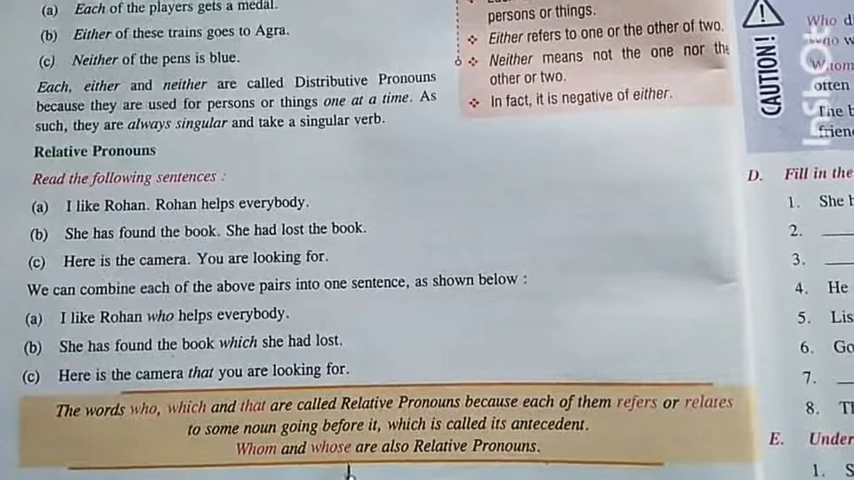 (a) Each of the players gets a medal.
(b) Either of these trains goes to Agra.
(c) Neither of the pens is blue.
Each, either and neither are called Distributive Pronouns
because they are used for persons or things one at a time. As
such, they are always singular and take a singular verb.
Relative Pronouns
Read the following sentences :
(a) I like Rohan. Rohan helps everybody.
(b) She has found the book. She had lost the book.
(c) Here is the camera. You are looking for.
We can combine each of the above pairs into one sentence, as shown below :
(a) I like Rohan who helps everybody.
(b) She has found the book which she had lost.
(c) Here is the camera that you are looking for.
The words who, which and that are called Relative Pronouns because each of them refers or relates
to some noun going before it, which is called its antecedent.
Whom and whose are also Relative Pronouns.
persons or things.
❖ Either refers to one or the other of two.
❖ Neither means not the one nor the
other or two.
❖ In fact, it is negative of either.
CAUTION!
Who
InShOt
The
D. Fill in the
1. She
2.
3.
4. He
5. Lis
6. Go
7.
8.
E. Under
1. S